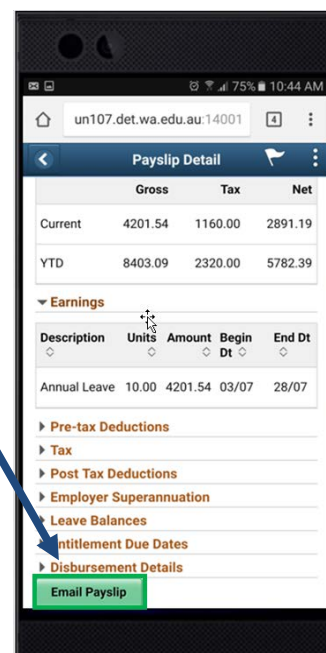 75% 10:44 AM
un107.det.wa.edu.au:14001 4
Payslip Detail
Gross Tax Net
Current 4201.54 1160.00 2891.19
YTD 8403.09 2320.00 5782.39
Earnings
Description Units Amount Begin Dt End Dt
Annual Leave 10.00 4201.54 03/07 28/07
Pre-tax Deductions
Tax
Post Tax Deductions
Employer Superannuation
Leave Balances
ntitlement Due Dates
Disbursement Details
Email Payslip